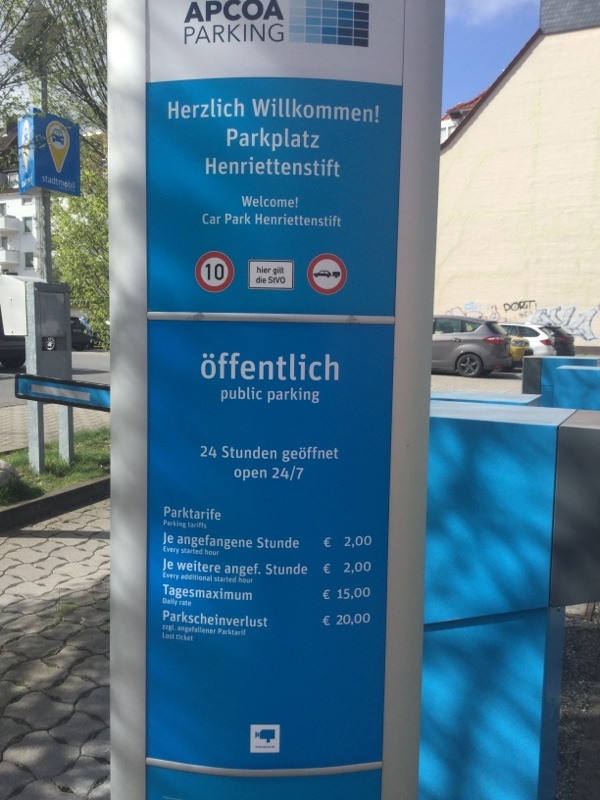 APCOA
PARKING
Herzlich Willkommen!
Parkplatz
Henriettenstift
Welcome!
Car Park Henriettenstift
10
hier gilt
die StVO
stadtmobil
öffentlich
public parking
24 Stunden geöffnet
open 24/7
Parktarife
Parking tariffs
Je angefangene Stunde € 2,00
Every started hour
Je weitere angef. Stunde € 2,00
Every additional started hour
Tagesmaximum € 15,00
Daily rate
Parkscheinverlust € 20,00
zzgl. angefallener Parktarif
Lost ticket